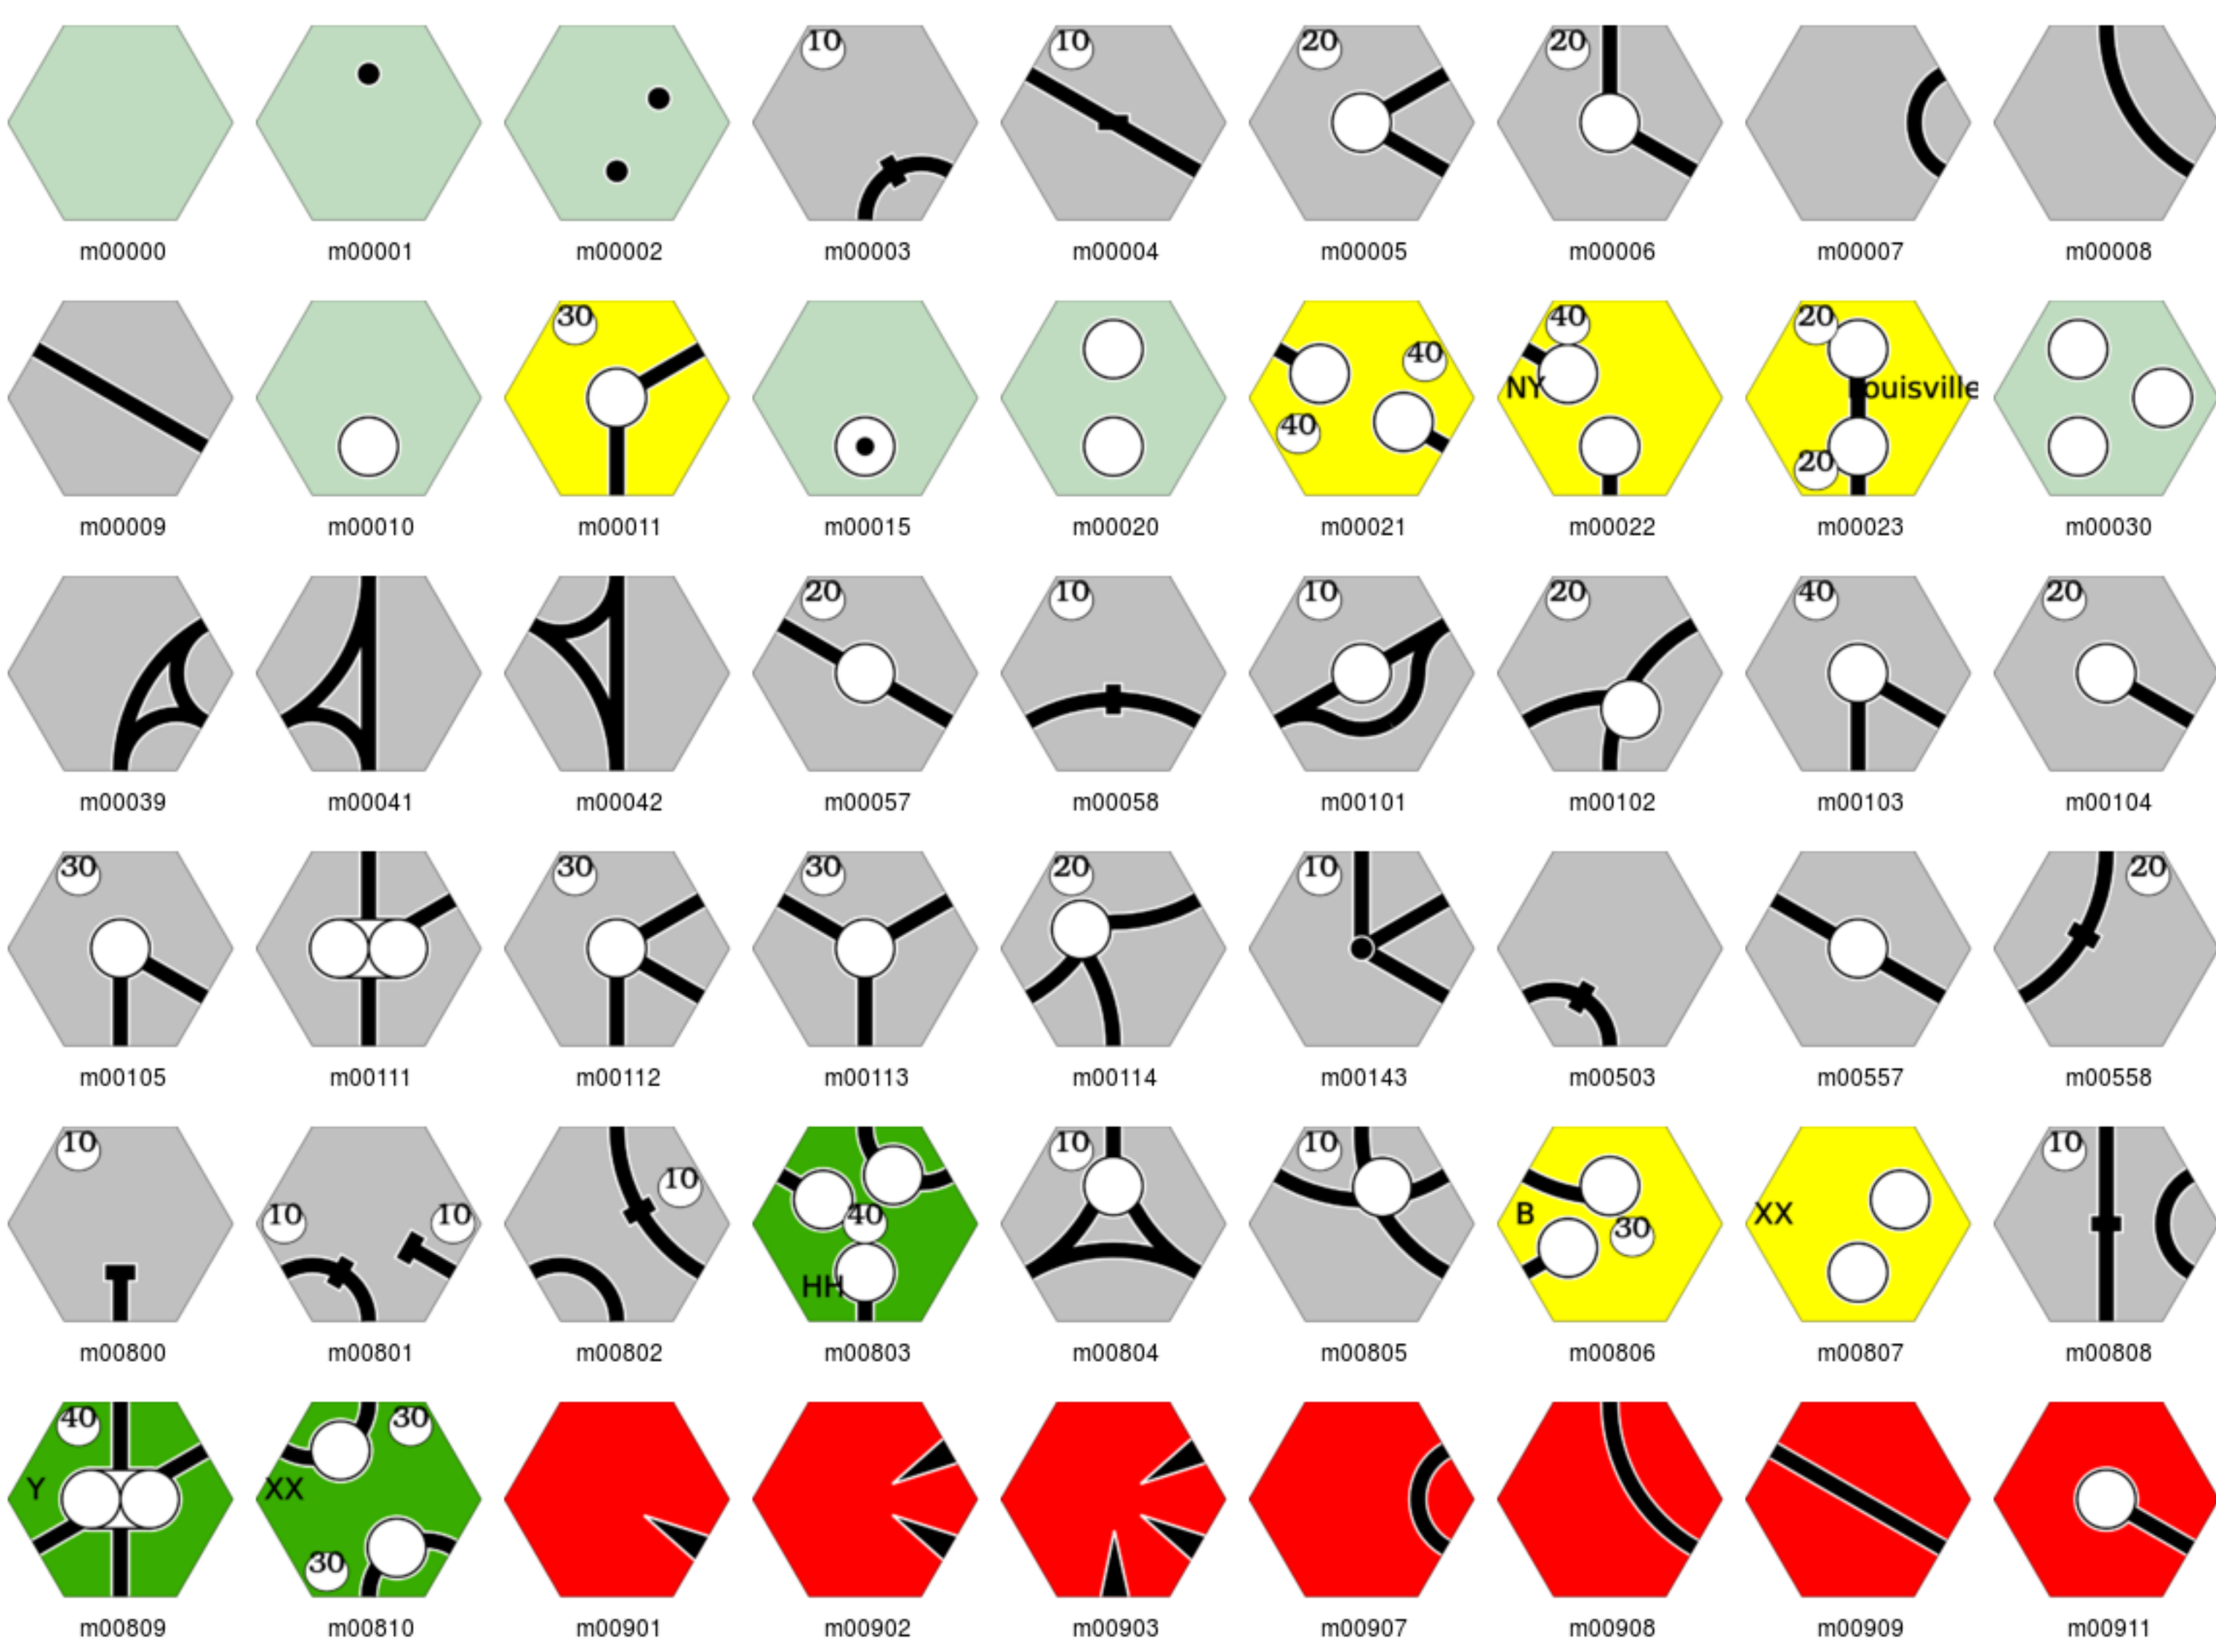 10 10 20 20
m00000 m00001 m00002 m00003 m00004 m00005 m00006 m00007 m00008
30 40 40 40 NY 20 ouisville 20
m00009 m00010 m00011 m00015 m00020 m00021 m00022 m00023 m00030
20 10 10 20 40 20
m00039 m00041 m00042 m00057 m00058 m00101 m00102 m00103 m00104
30 30 30 20 10 20
m00105 m00111 m00112 m00113 m00114 m00143 m00503 m00557 m00558
10 10 10 10 40 HH 10 10 B 30 XX 10
m00800 m00801 m00802 m00803 m00804 m00805 m00806 m00807 m00808
40 Y 30 XX 30
m00809 m00810 m00901 m00902 m00903 m00907 m00908 m00909 m00911